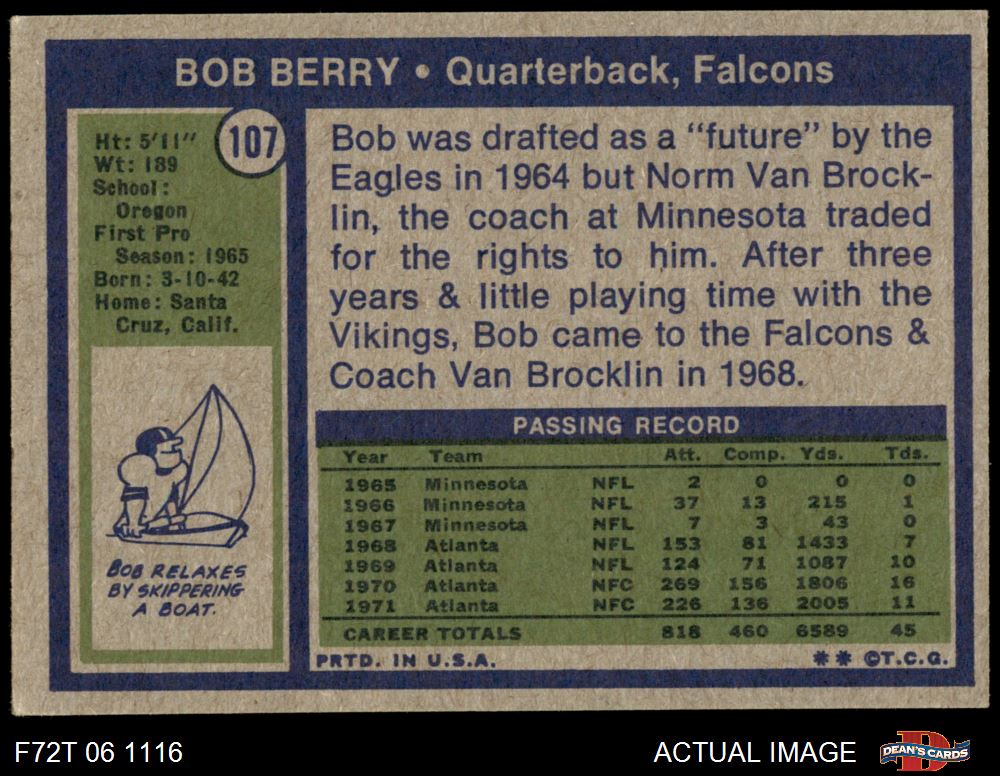 BOB BERRY • Quarterback, Falcons
107
Ht: 5'11"
Wt: 189
School:
Oregon
First Pro
Season: 1965
Born: 3-10-42
Home: Santa
Cruz, Calif.
BOB RELAXES
BY SKIPPERING
A BOAT.
Bob was drafted as a "future" by the
Eagles in 1964 but Norm Van Brock-
lin, the coach at Minnesota traded
for the rights to him. After three
years & little playing time with the
Vikings, Bob came to the Falcons &
Coach Van Brocklin in 1968.
PASSING RECORD
Year Team Att. Comp. Yds. Tds.
1965 Minnesota NFL 2 0 0 0
1966 Minnesota NFL 37 13 215 1
1967 Minnesota NFL 7 3 43 0
1968 Atlanta NFL 153 81 1433 7
1969 Atlanta NFL 124 71 1087 10
1970 Atlanta NFC 269 156 1806 16
1971 Atlanta NFC 226 136 2005 11
CAREER TOTALS 818 460 6589 45
PRTD. IN U.S.A. ** ©T.C.G.
F72T 06 1116 ACTUAL IMAGE D DEAN'S CARDS